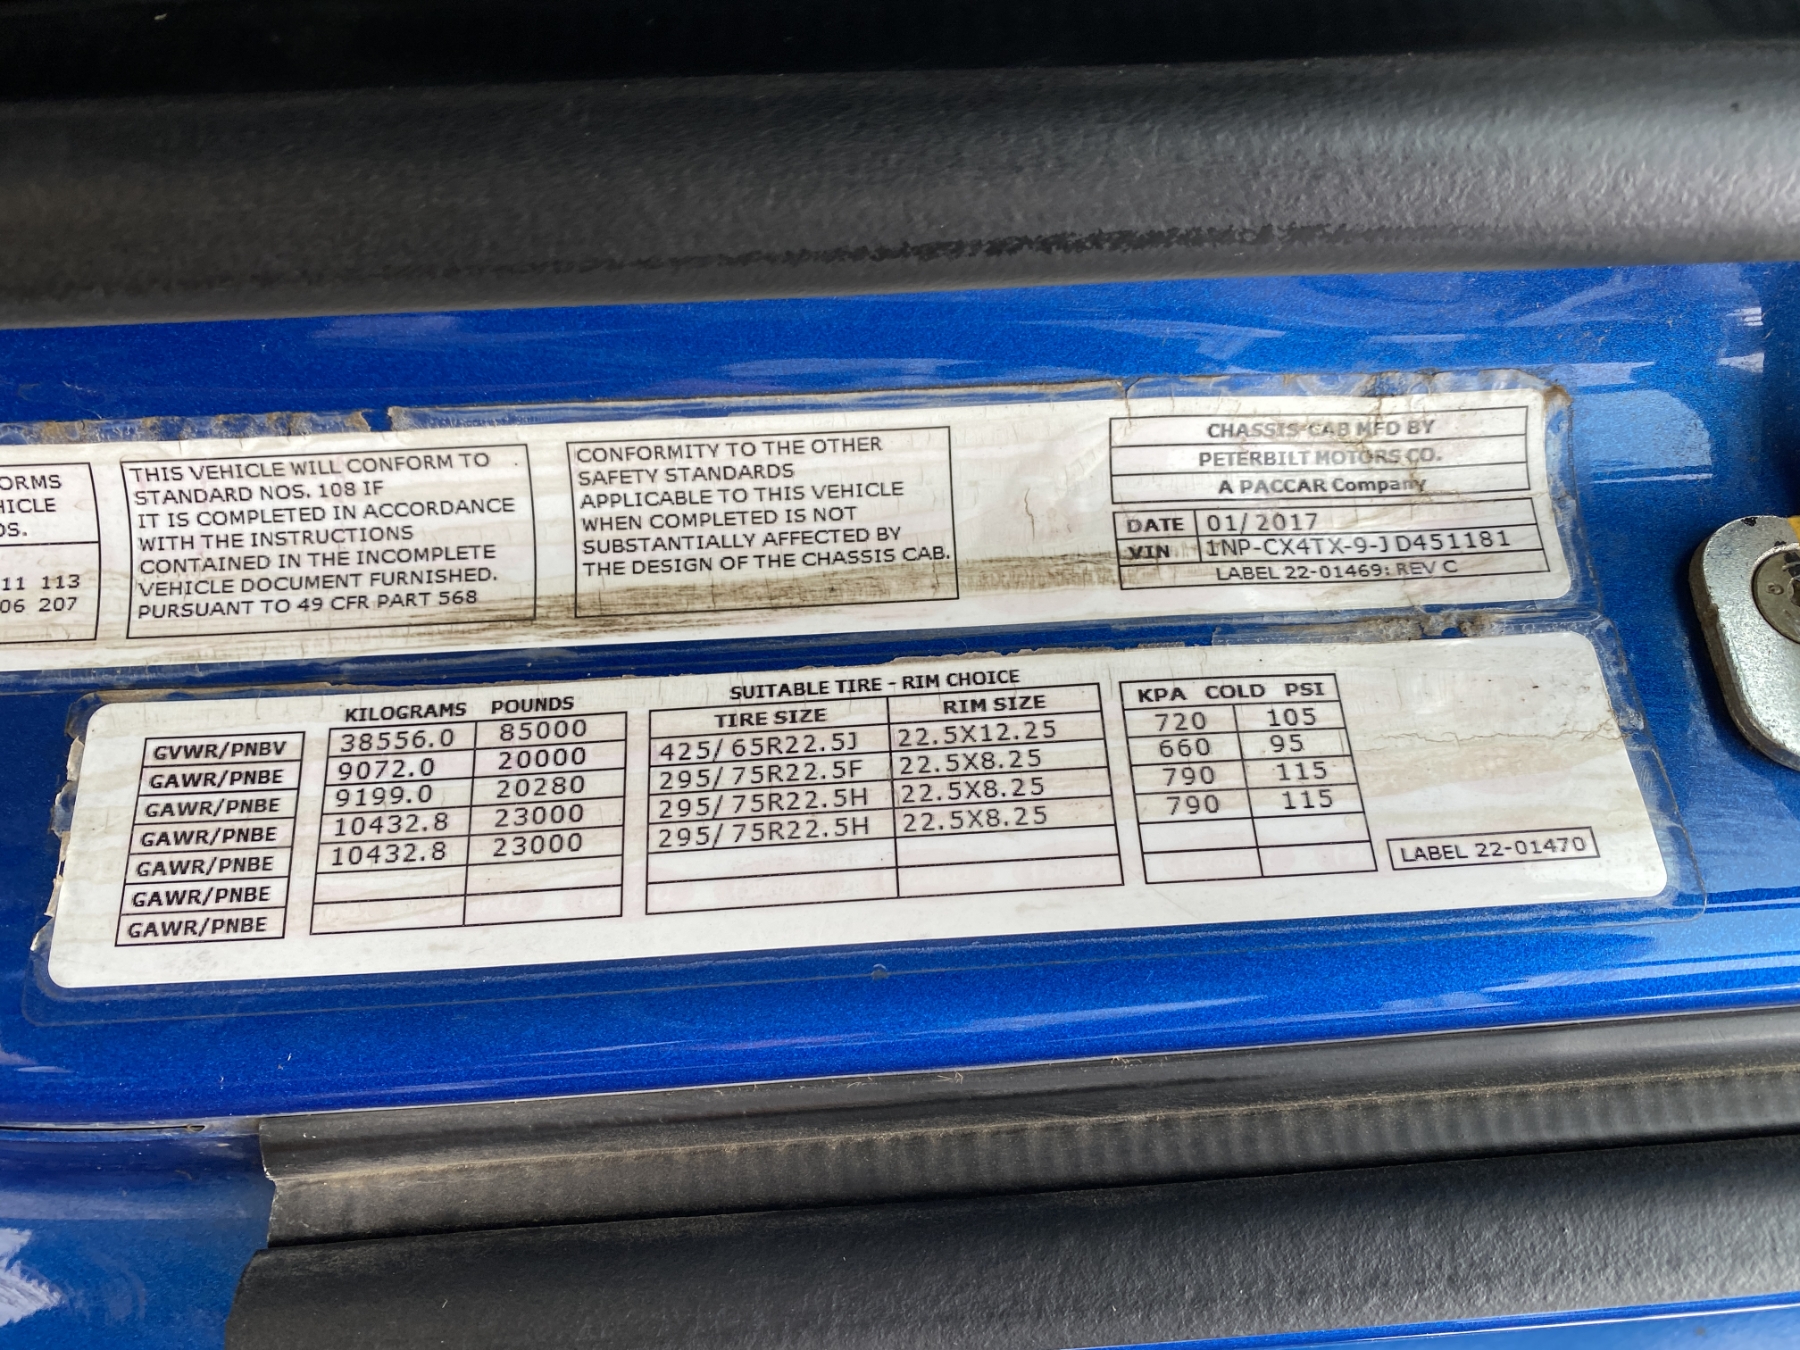 ORMS
HICLE
DS.
11 113
06 207
THIS VEHICLE WILL CONFORM TO
STANDARD NOS. 108 IF
IT IS COMPLETED IN ACCORDANCE
WITH THE INSTRUCTIONS
CONTAINED IN THE INCOMPLETE
VEHICLE DOCUMENT FURNISHED.
PURSUANT TO 49 CFR PART 568
CONFORMITY TO THE OTHER
SAFETY STANDARDS
APPLICABLE TO THIS VEHICLE
WHEN COMPLETED IS NOT
SUBSTANTIALLY AFFECTED BY
THE DESIGN OF THE CHASSIS CAB.
CHASSIS-CAB MFD BY
PETERBILT MOTORS CO.
A PACCAR Company
DATE 01/2017
VIN 1NP-CX4TX-9-JD451181
LABEL 22-01469: REV C
KILOGRAMS POUNDS SUITABLE TIRE - RIM CHOICE
TIRE SIZE RIM SIZE KPA COLD PSI
GVWR/PNBV 38556.0 85000
GAWR/PNBE 9072.0 20000 425/65R22.5J 22.5X12.25 720 105
GAWR/PNBE 9199.0 20280 295/75R22.5F 22.5X8.25 660 95
GAWR/PNBE 10432.8 23000 295/75R22.5H 22.5X8.25 790 115
GAWR/PNBE 10432.8 23000 295/75R22.5H 22.5X8.25 790 115
GAWR/PNBE
GAWR/PNBE
LABEL 22-01470